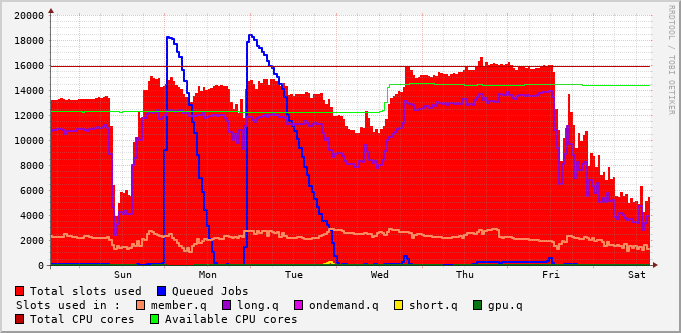 20000
18000
16000
14000
12000
10000
8000
6000
4000
2000
0
Sun Mon Tue Wed Thu Fri Sat
RRDTOOL / TOBI OETIKER
Total slots used Queued Jobs
Slots used in : member.q long.q ondemand.q short.q gpu.q
Total CPU cores Available CPU cores